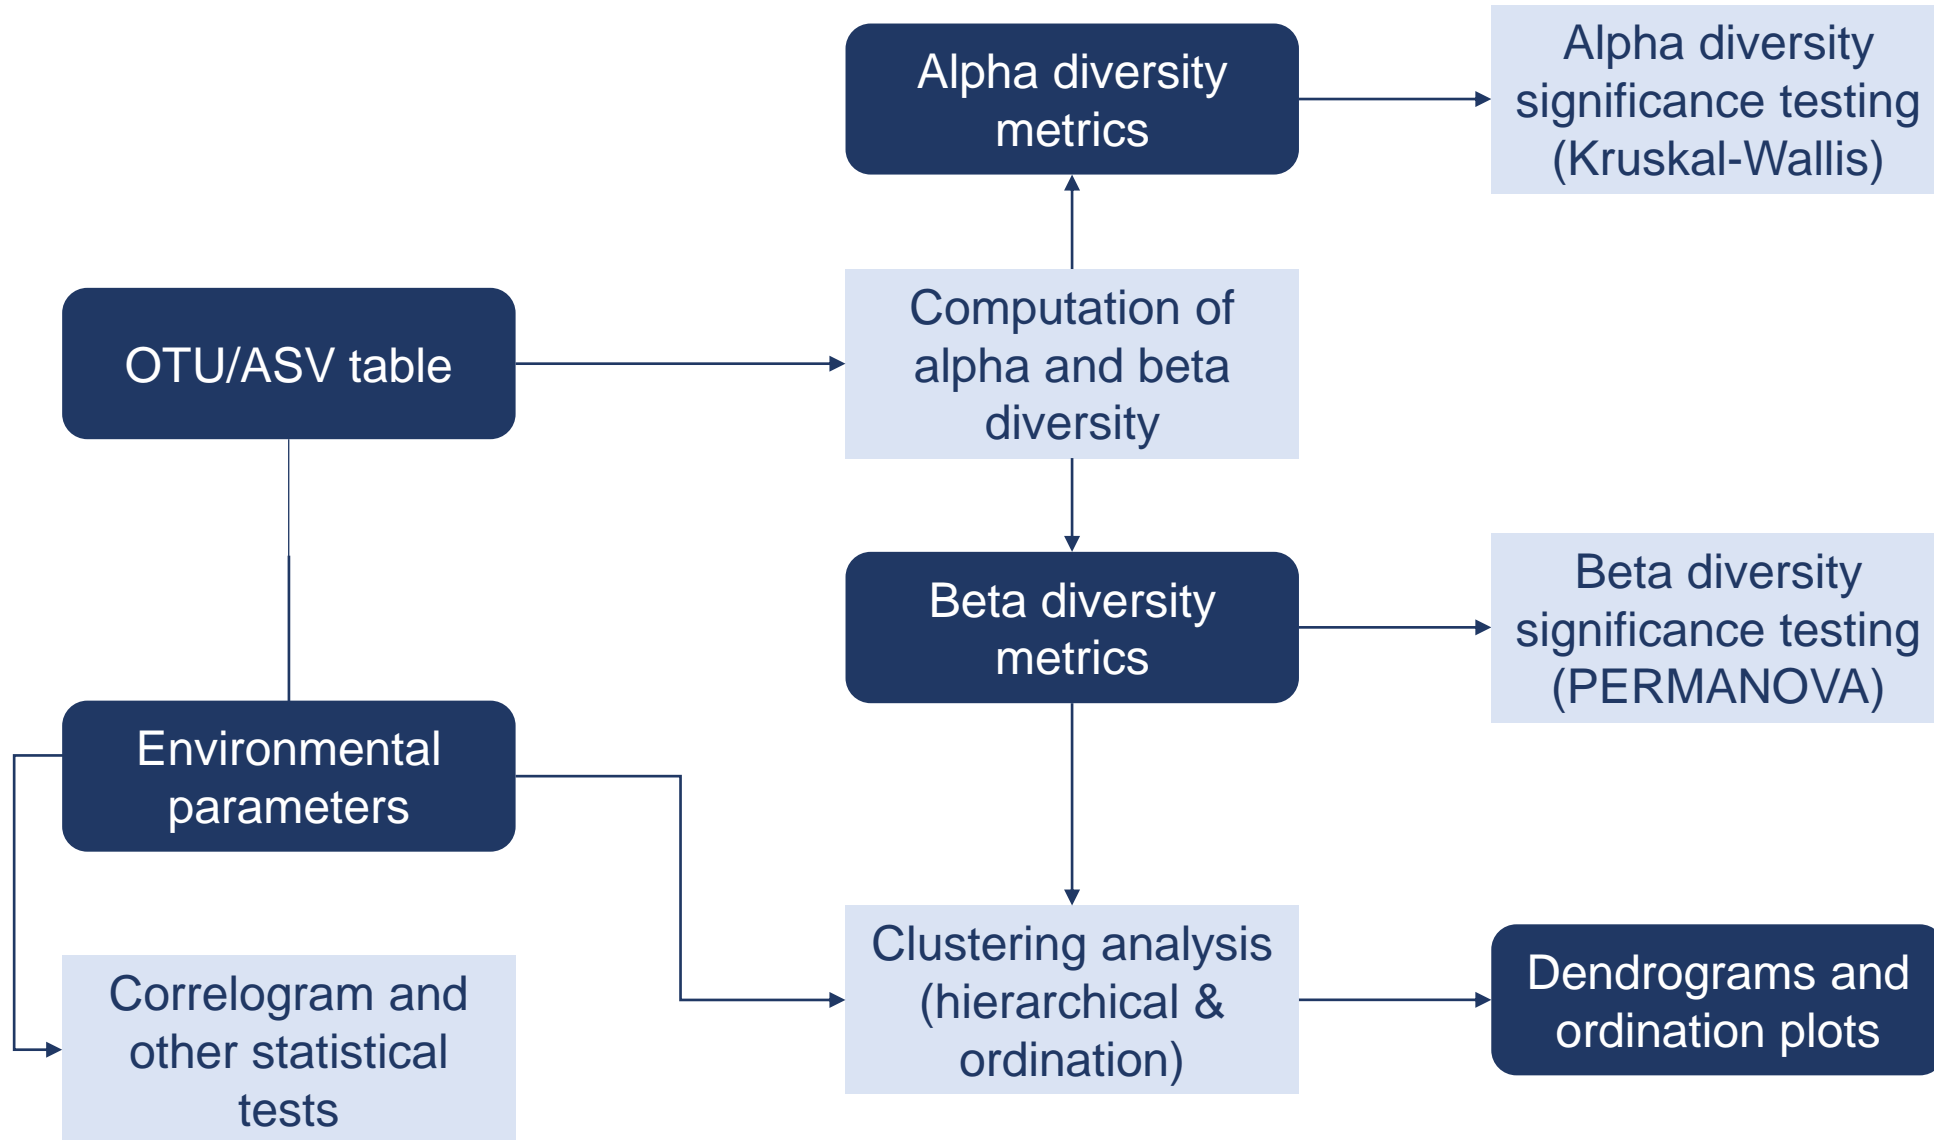 Alpha diversity
metrics
Alpha diversity
significance testing
(Kruskal-Wallis)
OTU/ASV table
Computation of
alpha and beta
diversity
Beta diversity
metrics
Beta diversity
significance testing
(PERMANOVA)
Environmental
parameters
Correlogram and
other statistical
tests
Clustering analysis
(hierarchical &
ordination)
Dendrograms and
ordination plots